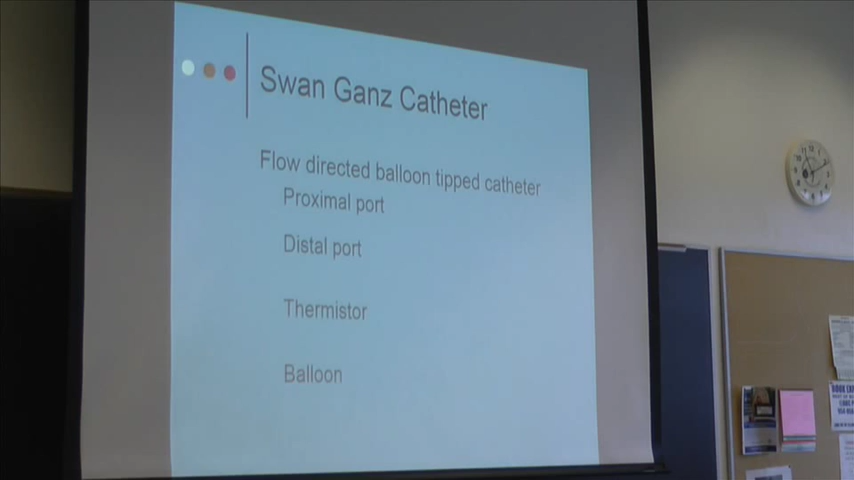 Swan Ganz Catheter
Flow directed balloon tipped catheter
Proximal port
Distal port
Thermistor
Balloon